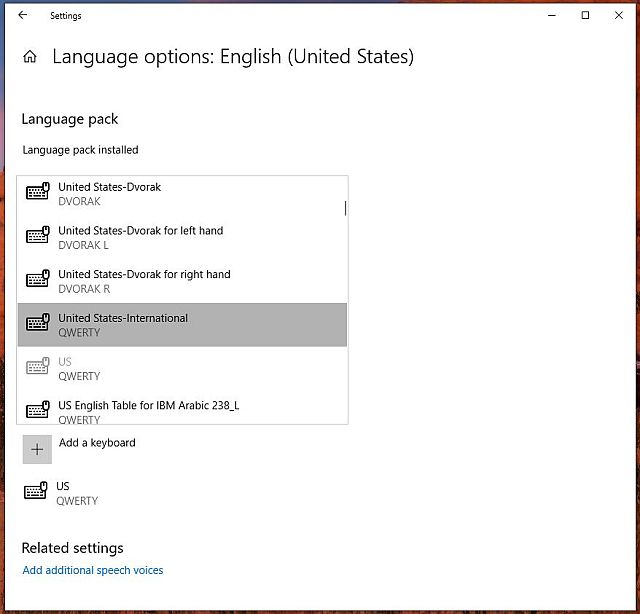 Settings
Language options: English (United States)
Language pack
Language pack installed
United States-Dvorak
DVORAK
United States-Dvorak for left hand
DVORAK L
United States-Dvorak for right hand
DVORAK R
United States-International
QWERTY
US
QWERTY
US English Table for IBM Arabic 238_L
QWERTY
Add a keyboard
US
QWERTY
Related settings
Add additional speech voices